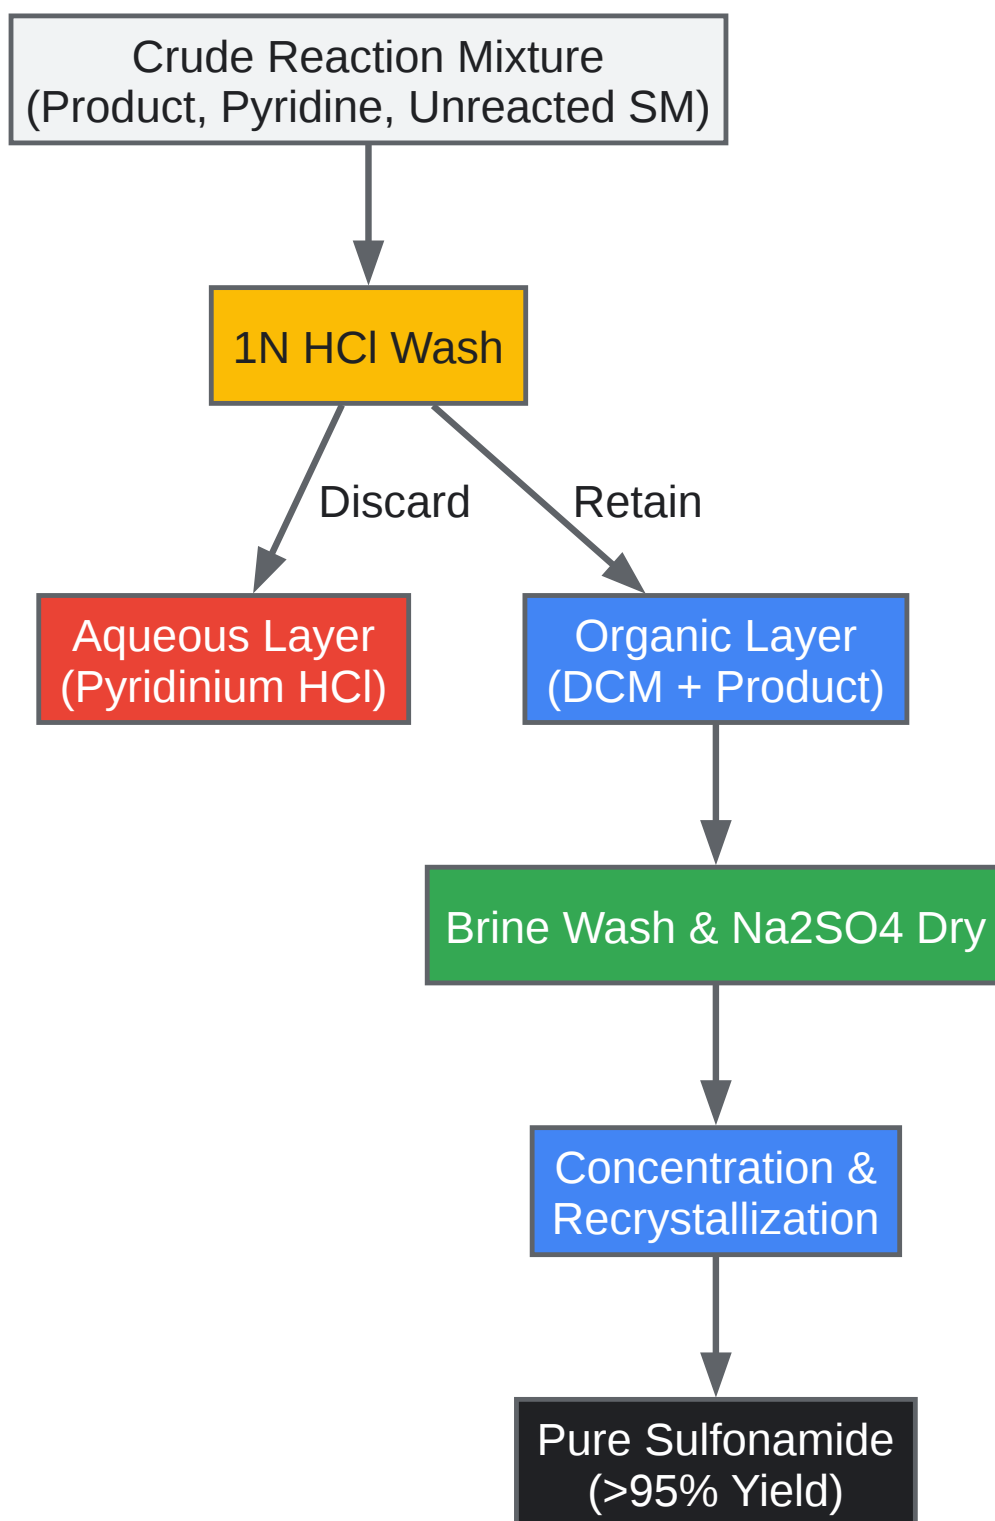 Crude Reaction Mixture
(Product, Pyridine, Unreacted SM)
1N HCl Wash
Discard
Retain
Aqueous Layer
(Pyridinium HCl)
Organic Layer
(DCM + Product)
Brine Wash & Na2SO4 Dry
Concentration &
Recrystallization
Pure Sulfonamide
(>95% Yield)